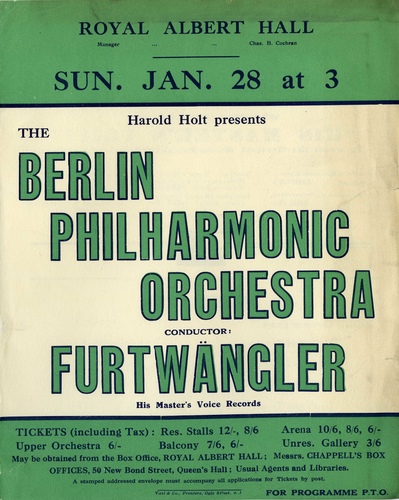 ROYAL ALBERT HALL
Manager ... ... Chas. B. Cochran
SUN. JAN. 28 at 3
Harold Holt presents
THE
BERLIN
PHILHARMONIC
ORCHESTRA
CONDUCTOR:
FURTWÄNGLER
His Master's Voice Records
TICKETS (including Tax): Res. Stalls 12/-, 8/6 Arena 10/6, 8/6, 6/-
Upper Orchestra 6/- Balcony 7/6, 6/- Unres. Gallery 3/6
May be obtained from the Box Office, ROYAL ALBERT HALL; Messrs. CHAPPELL'S BOX
OFFICES, 50 New Bond Street, Queen's Hall; Usual Agents and Libraries.
A stamped addressed envelope must accompany all applications for Tickets by post.
FOR PROGRAMME P.T.O.